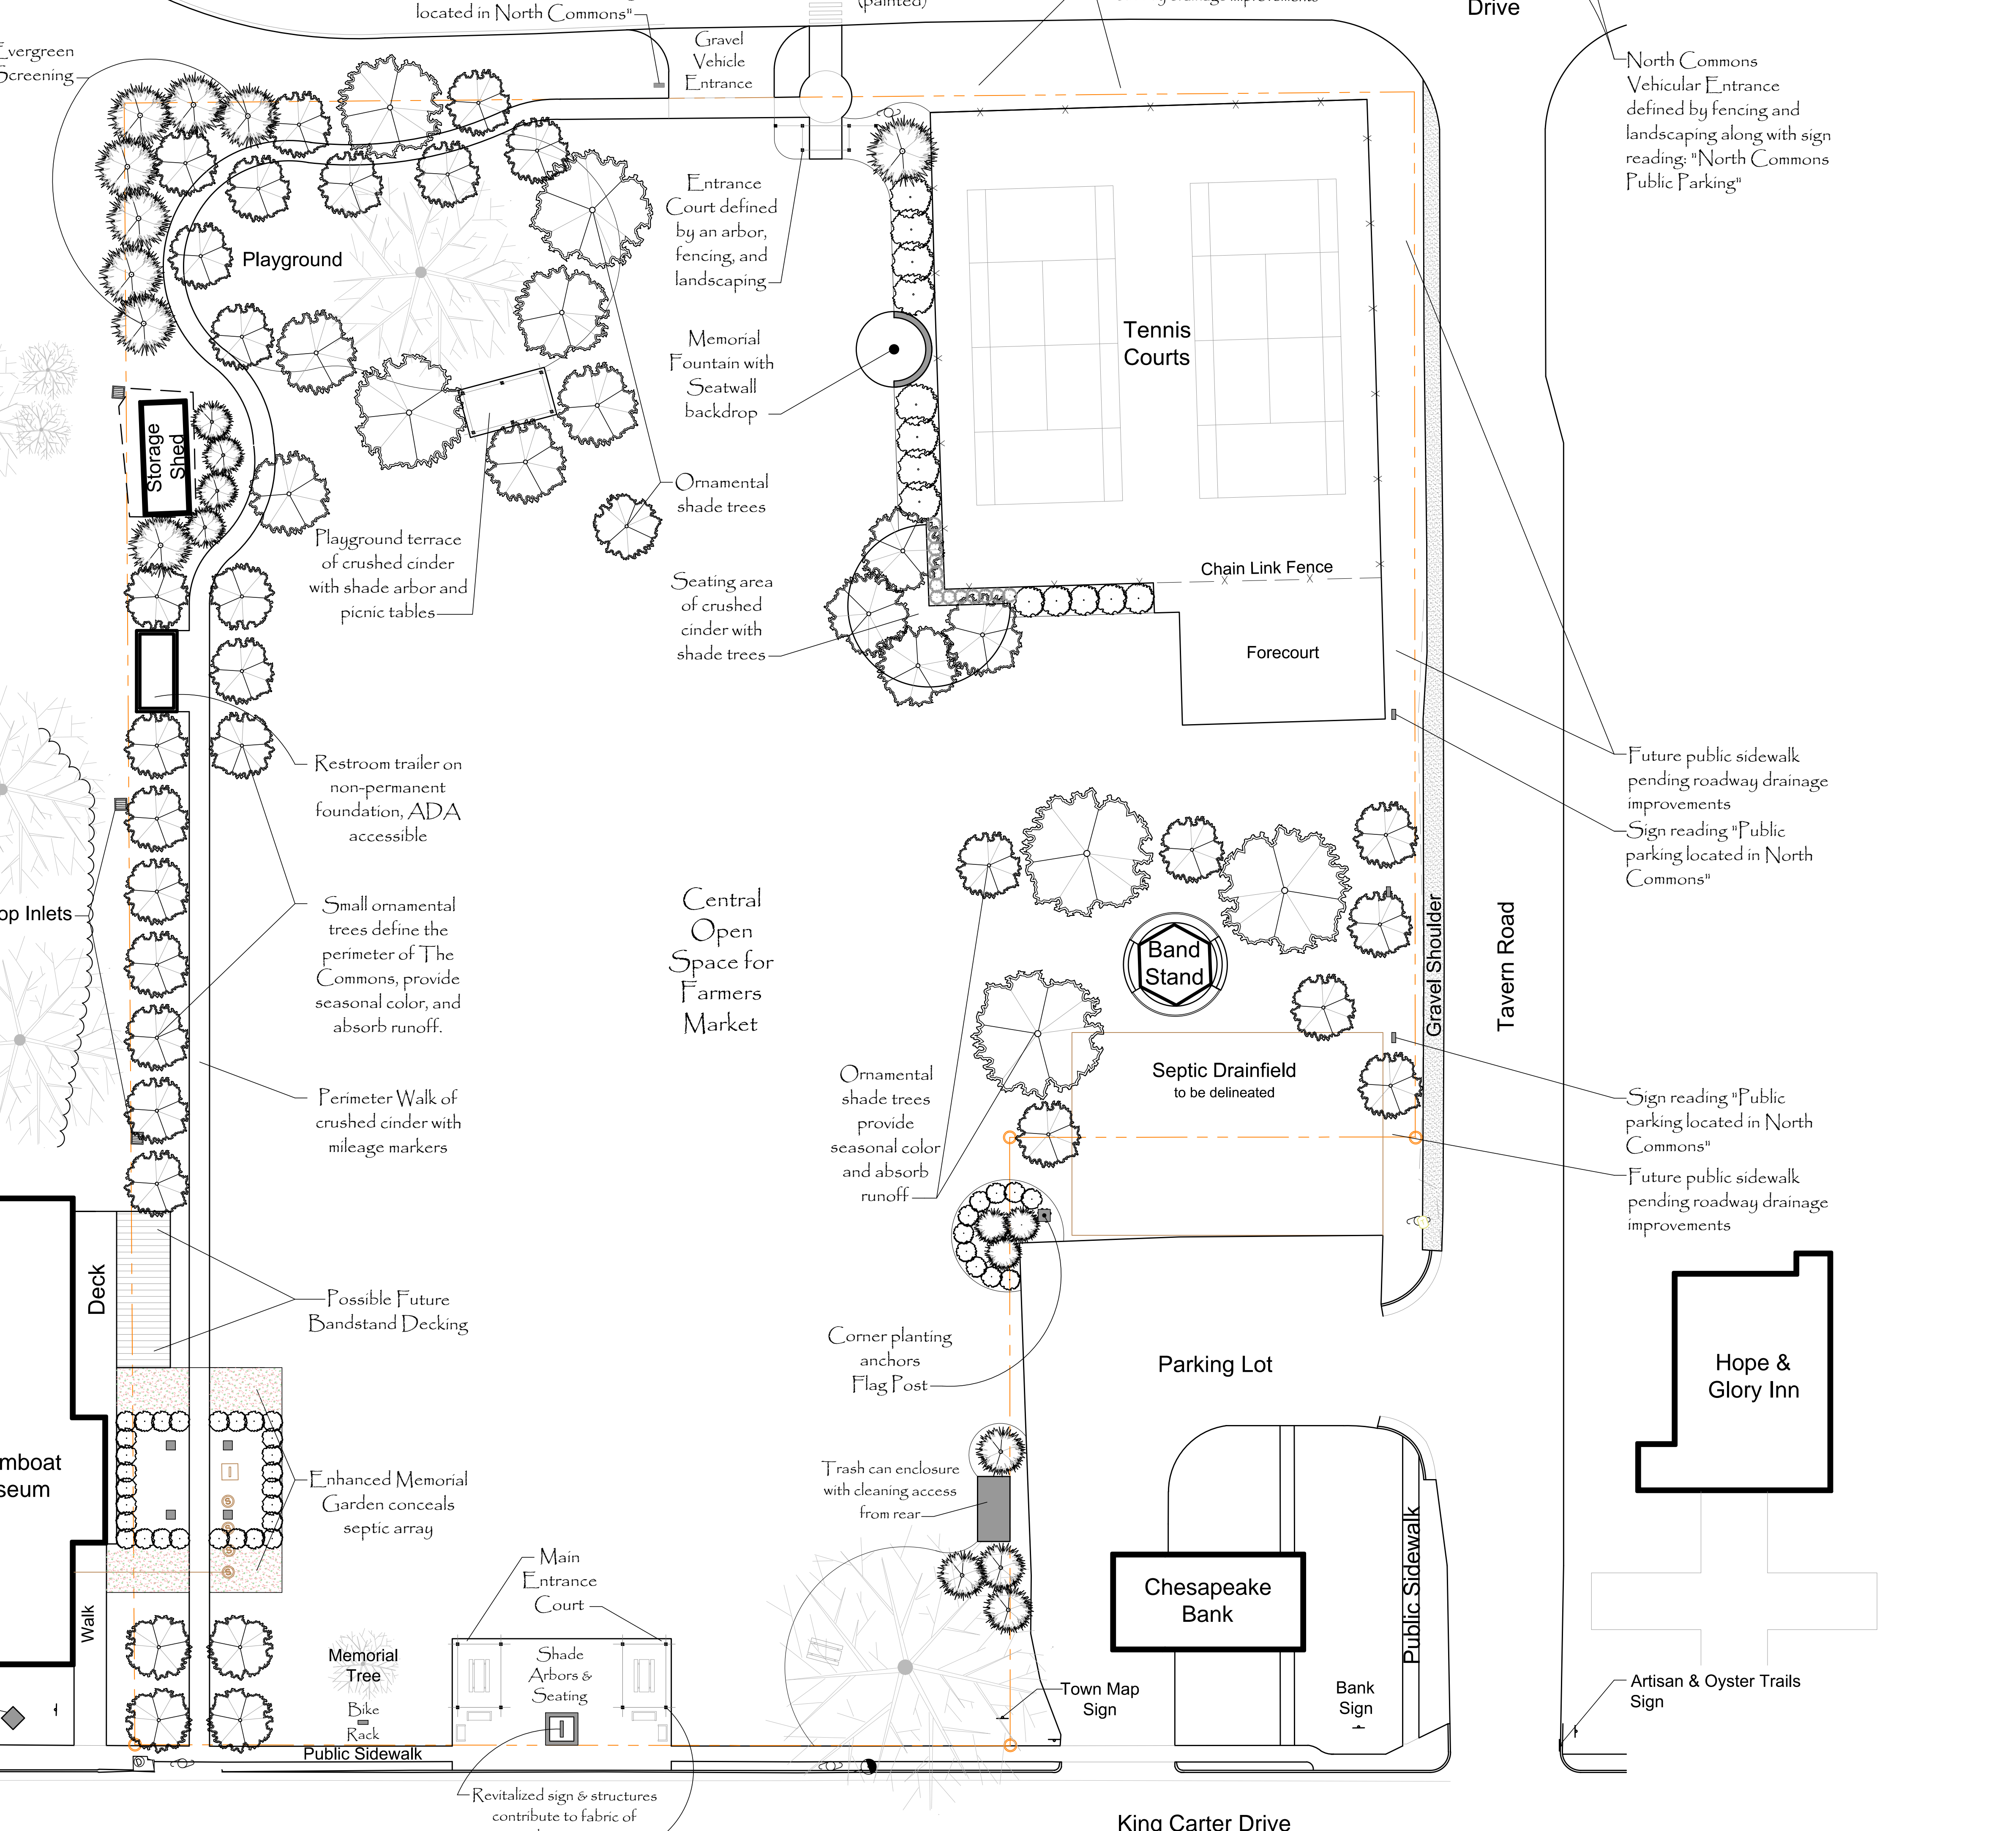 located in North Commons"
(painted)
Drive
Evergreen
Screening
Gravel
Vehicle
Entrance
North Commons
Vehicular Entrance
defined by fencing and
landscaping along with sign
reading: "North Commons
Public Parking"
Entrance
Court defined
by an arbor,
fencing, and
landscaping
Playground
Memorial
Fountain with
Seatwall
backdrop
Tennis
Courts
Storage
Shed
Ornamental
shade trees
Playground terrace
of crushed cinder
with shade arbor and
picnic tables
Seating area
of crushed
cinder with
shade trees
Chain Link Fence
Forecourt
Restroom trailer on
non-permanent
foundation, ADA
accessible
Future public sidewalk
pending roadway drainage
improvements
Sign reading "Public
parking located in North
Commons"
op Inlets
Small ornamental
trees define the
perimeter of The
Commons, provide
seasonal color, and
absorb runoff.
Central
Open
Space for
Farmers
Market
Band
Stand
Gravel Shoulder
Tavern Road
Perimeter Walk of
crushed cinder with
mileage markers
Ornamental
shade trees
provide
seasonal color
and absorb
runoff
Septic Drainfield
to be delineated
Sign reading "Public
parking located in North
Commons"
Future public sidewalk
pending roadway drainage
improvements
Deck
Possible Future
Bandstand Decking
Corner planting
anchors
Flag Post
Parking Lot
Hope &
Glory Inn
mboat
seum
Enhanced Memorial
Garden conceals
septic array
Trash can enclosure
with cleaning access
from rear
Main
Entrance
Court
Chesapeake
Bank
Public Sidewalk
Walk
Memorial
Tree
Bike
Rack
Shade
Arbors &
Seating
Town Map
Sign
Bank
Sign
Artisan & Oyster Trails
Sign
Public Sidewalk
Revitalized sign & structures
contribute to fabric of
King Carter Drive